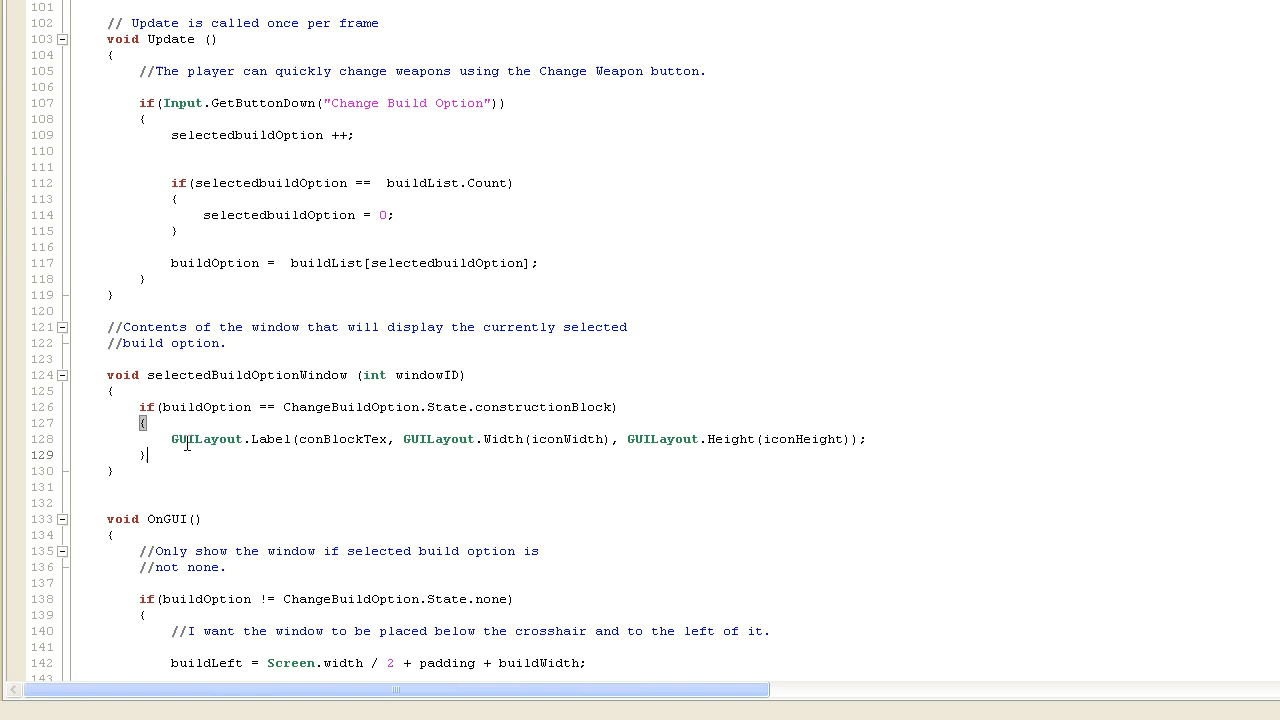 101
102 // Update is called once per frame
103 void Update ()
104 {
105 //The player can quickly change weapons using the Change Weapon button.
106
107 if(Input.GetButtonDown("Change Build Option"))
108 {
109 selectedbuildOption ++;
110
111
112 if(selectedbuildOption ==  buildList.Count)
113 {
114 selectedbuildOption = 0;
115 }
116
117 buildOption =  buildList[selectedbuildOption];
118 }
119 }
120
121 //Contents of the window that will display the currently selected
122 //build option.
123
124 void selectedBuildOptionWindow (int windowID)
125 {
126 if(buildOption == ChangeBuildOption.State.constructionBlock)
127 {
128 GUILayout.Label(conBlockTex, GUILayout.Width(iconWidth), GUILayout.Height(iconHeight));
129 }
130 }
131
132
133 void OnGUI()
134 {
135 //Only show the window if selected build option is
136 //not none.
137
138 if(buildOption != ChangeBuildOption.State.none)
139 {
140 //I want the window to be placed below the crosshair and to the left of it.
141
142 buildLeft = Screen.width / 2 + padding + buildWidth;
143